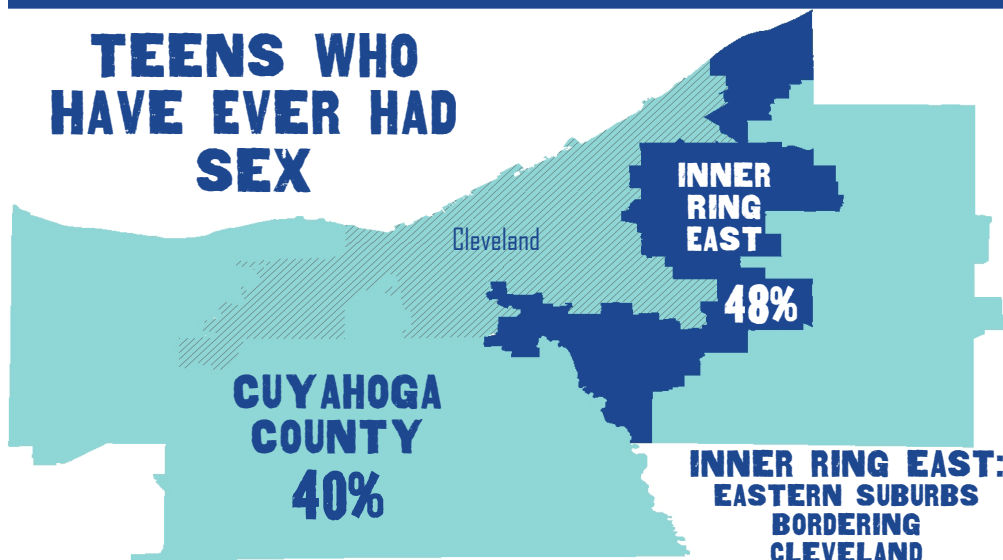 TEENS WHO
HAVE EVER HAD
SEX
INNER
RING
EAST
Cleveland
48%
CUYAHOGA
COUNTY
40%
INNER RING EAST:
EASTERN SUBURBS
BORDERING
CLEVELAND